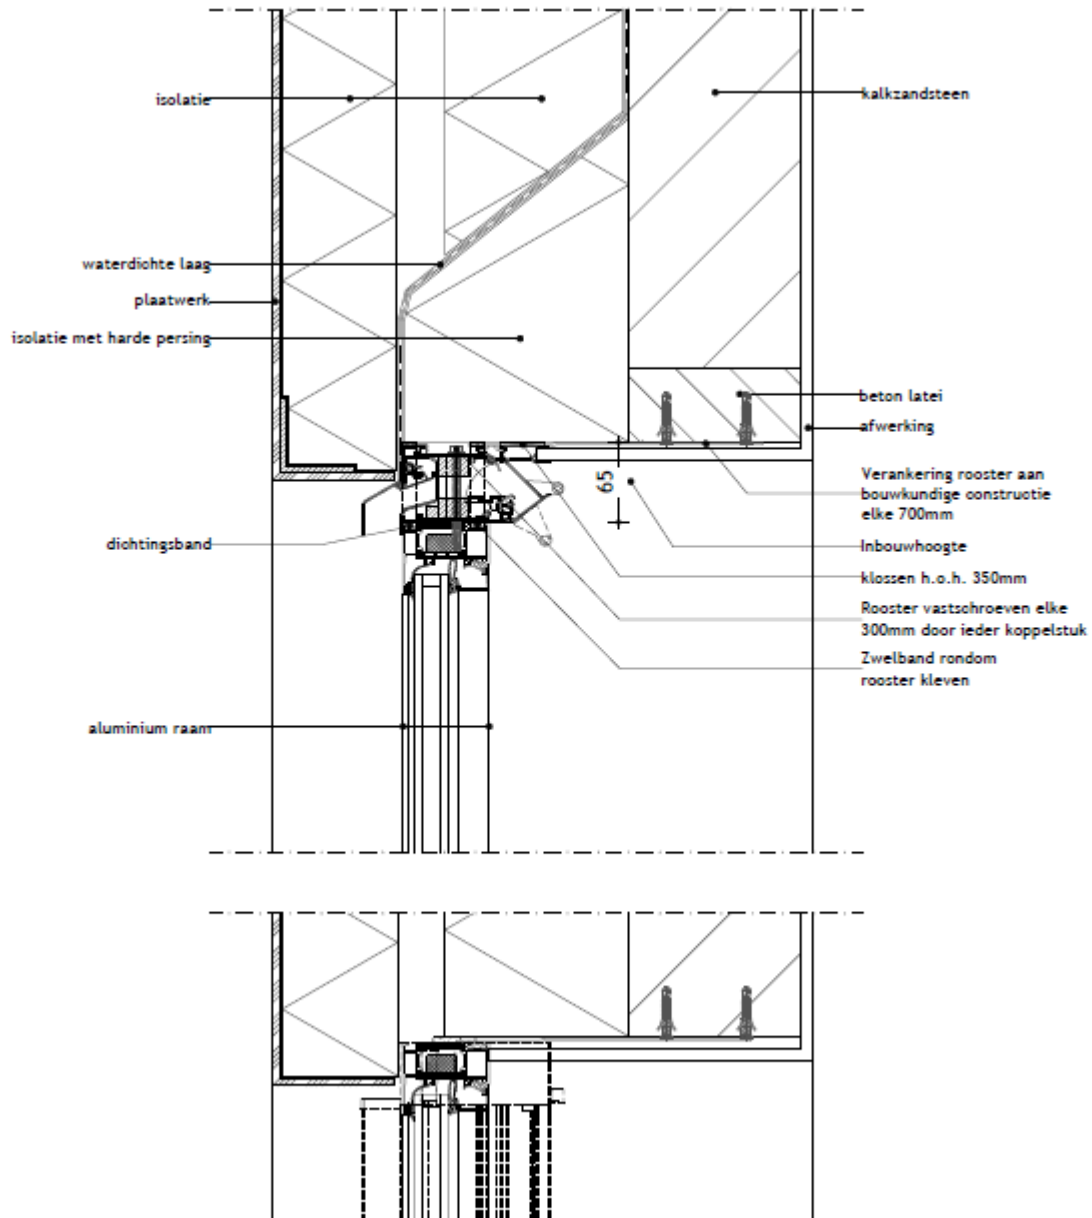 isolatie
kalkzandsteen
waterdichte laag
plaatwerk
isolatie met harde persing
beton latei
afwerking
Verankering rooster aan
bouwkundige constructie
elke 700mm
65
dichtingsband
Inbouwhoogte
klossen h.o.h. 350mm
Rooster vastschroeven elke
300mm door ieder koppelstuk
Zwelband rondom
rooster kleven
aluminium raam